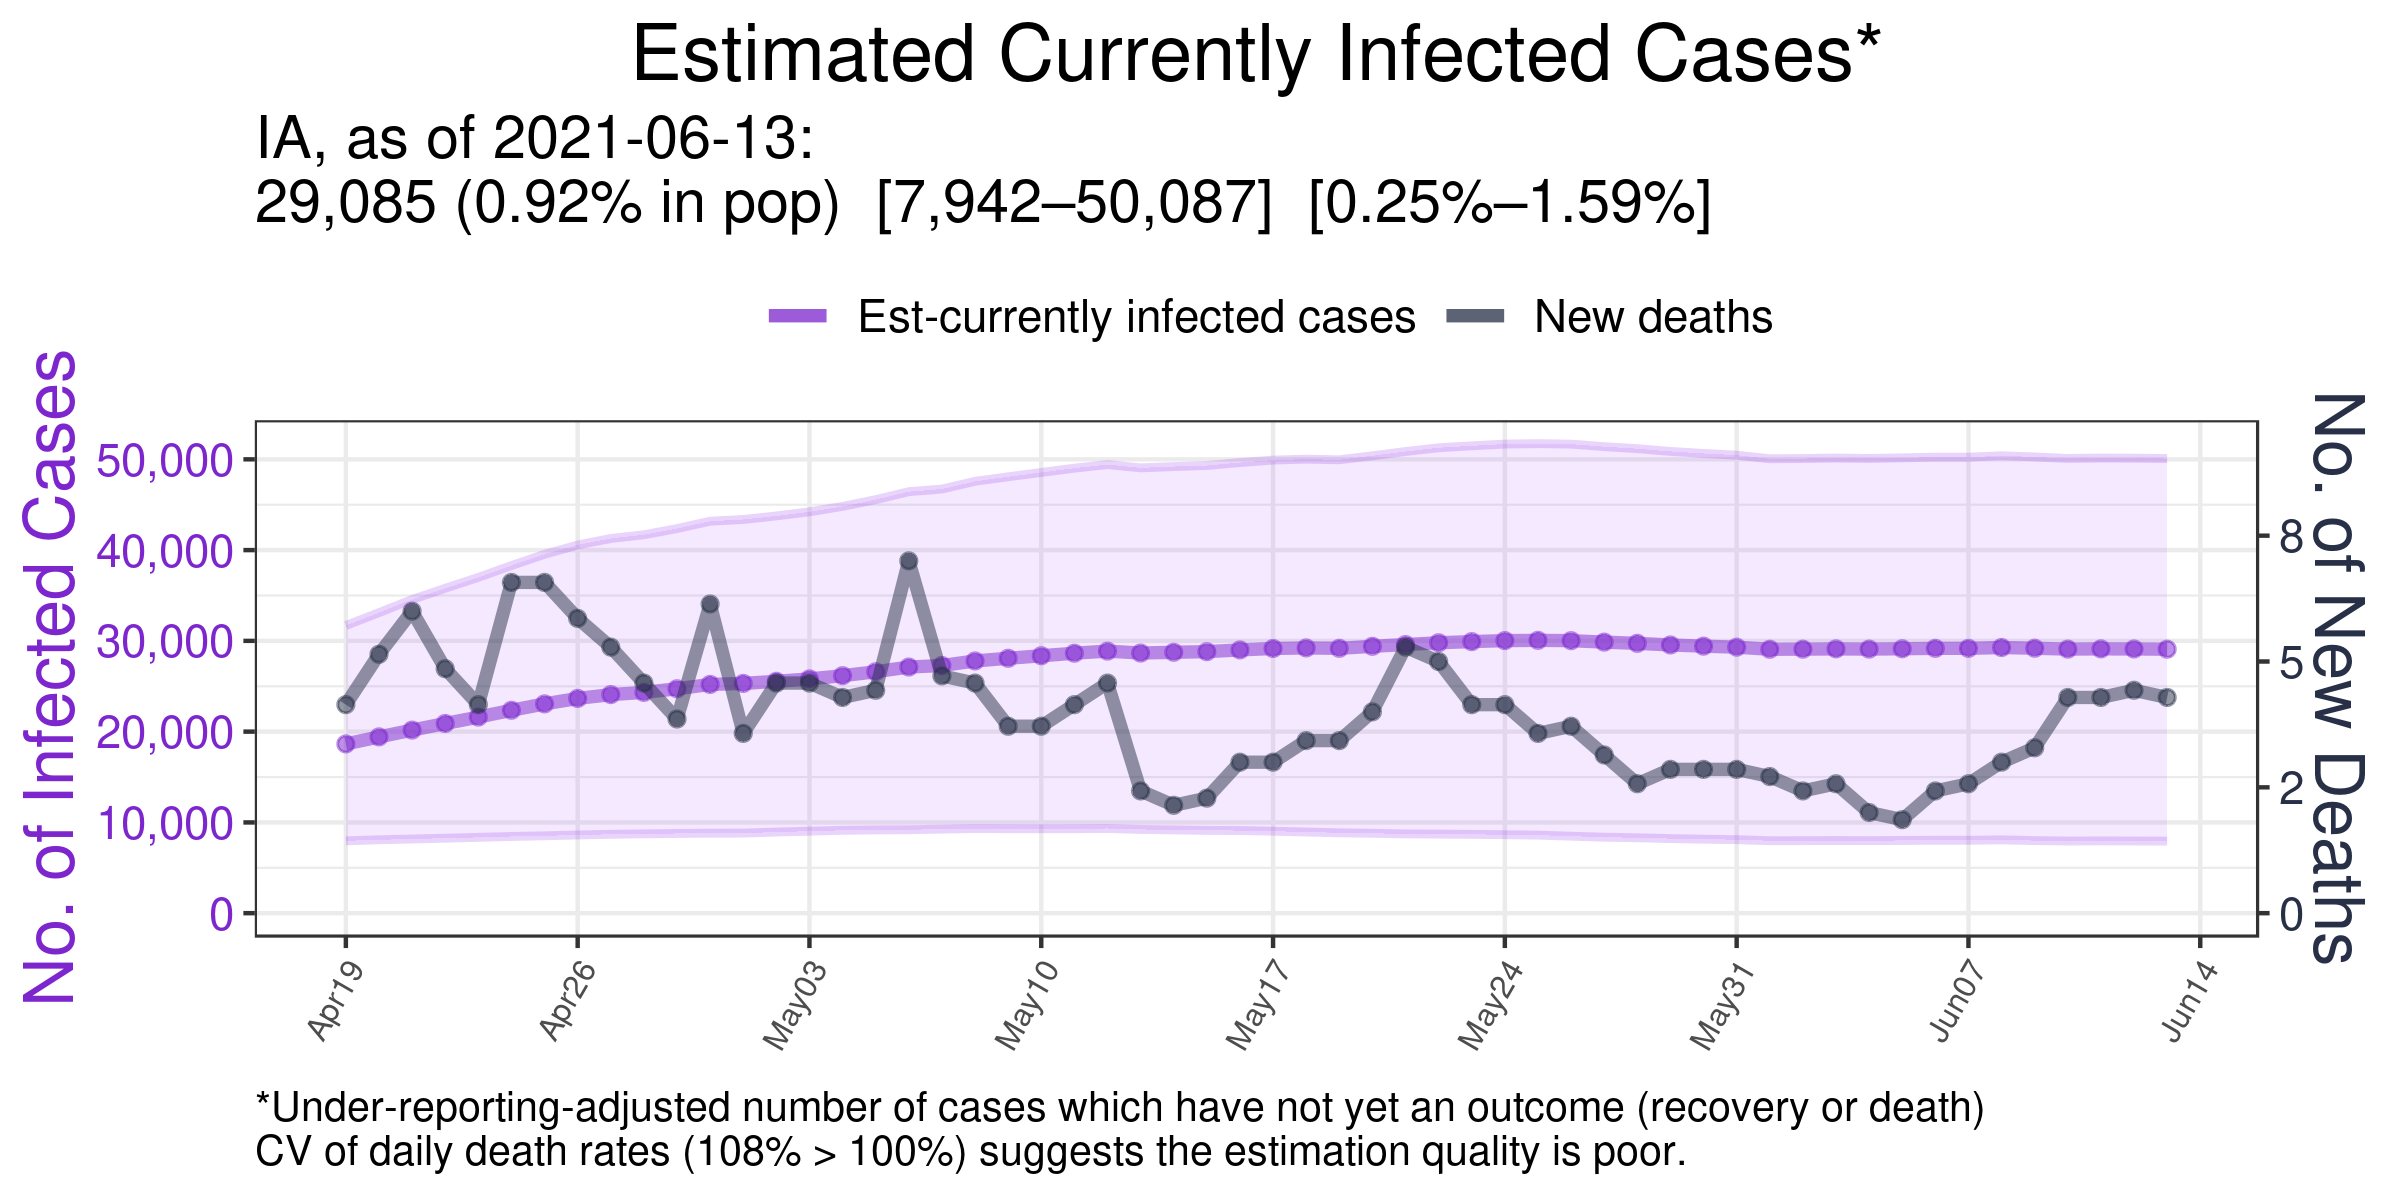 Estimated Currently Infected Cases*
IA, as of 2021-06-13:
29,085 (0.92% in pop)  [7,942–50,087]  [0.25%–1.59%]
Est-currently infected cases
New deaths
No. of Infected Cases
50,000
40,000
30,000
20,000
10,000
0
No. of New Deaths
8
5
2
0
Apr19
Apr26
May03
May10
May17
May24
May31
Jun07
Jun14
*Under-reporting-adjusted number of cases which have not yet an outcome (recovery or death)
CV of daily death rates (108% > 100%) suggests the estimation quality is poor.